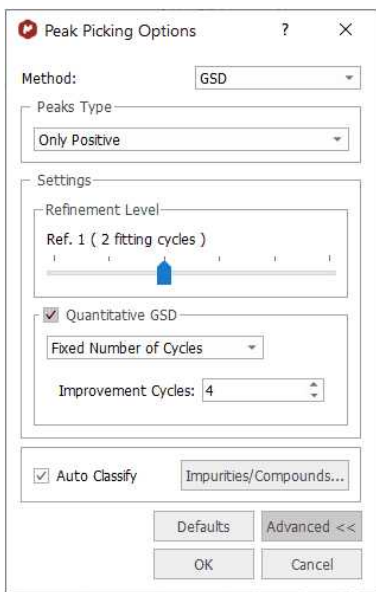 Peak Picking Options ?
Method: GSD
Peaks Type
Only Positive
Settings
Refinement Level
Ref. 1 ( 2 fitting cycles )
Quantitative GSD
Fixed Number of Cycles
Improvement Cycles: 4
Auto Classify Impurities/Compounds...
Defaults Advanced <<
OK Cancel